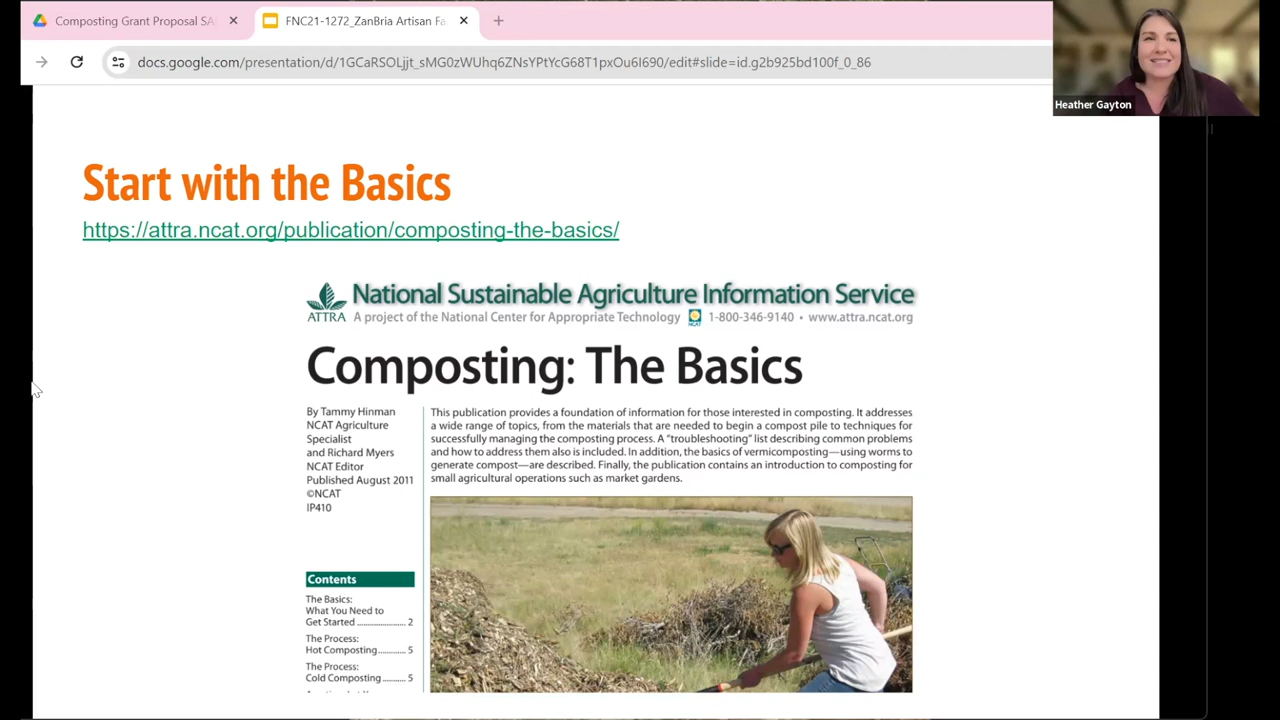 Composting Grant Proposal SA
FNC21-1272_ZanBria Artisan Fa
docs.google.com/presentation/d/1GCaRSOLjjt_sMG0zWUhq6ZNsYPtYcG68T1pxOu6I690/edit#slide=id.g2b925bd100f_0_86
Heather Gayton
Start with the Basics
https://attra.ncat.org/publication/composting-the-basics/
National Sustainable Agriculture Information Service
ATTRA A project of the National Center for Appropriate Technology NCAT 1-800-346-9140 • www.attra.ncat.org
Composting: The Basics
By Tammy Hinman
NCAT Agriculture
Specialist
and Richard Myers
NCAT Editor
Published August 2011
©NCAT
IP410
This publication provides a foundation of information for those interested in composting. It addresses
a wide range of topics, from the materials that are needed to begin a compost pile to techniques for
successfully managing the composting process. A “troubleshooting” list describing common problems
and how to address them also is included. In addition, the basics of vermicomposting—using worms to
generate compost—are described. Finally, the publication contains an introduction to composting for
small agricultural operations such as market gardens.
Contents
The Basics:
What You Need to
Get Started ...................... 2
The Process:
Hot Composting .......... 5
The Process:
Cold Composting ........ 5